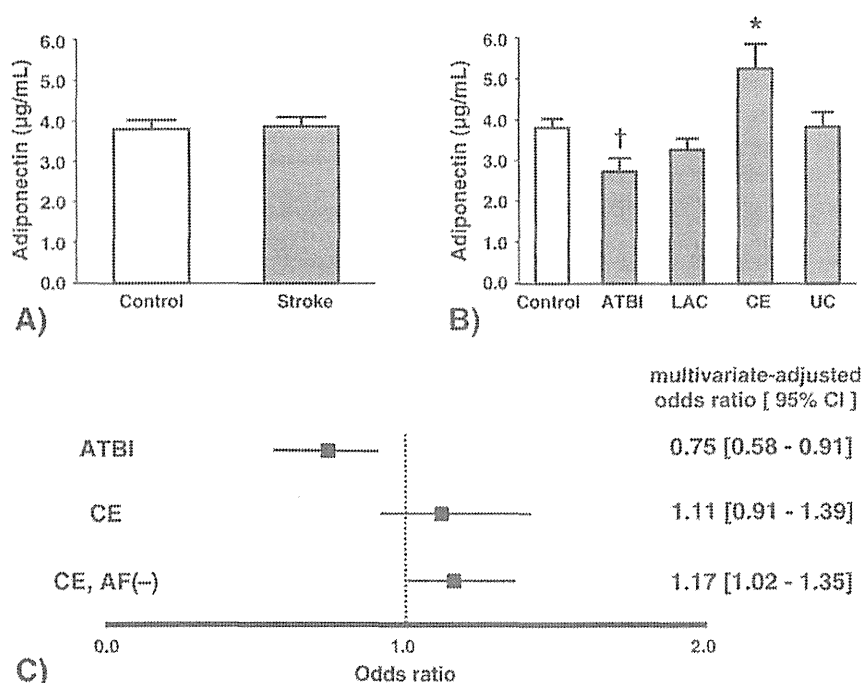 Adiponectin (µg/mL)
6.0
5.0
4.0
3.0
2.0
1.0
0.0
Control Stroke
A)
Adiponectin (µg/mL)
6.0
5.0
4.0
3.0
2.0
1.0
0.0
†
*
Control ATBI LAC CE UC
B)
multivariate-adjusted
odds ratio [ 95% CI ]
ATBI 0.75 [0.58 - 0.91]
CE 1.11 [0.91 - 1.39]
CE, AF(–) 1.17 [1.02 - 1.35]
0.0 1.0 2.0
Odds ratio
C)